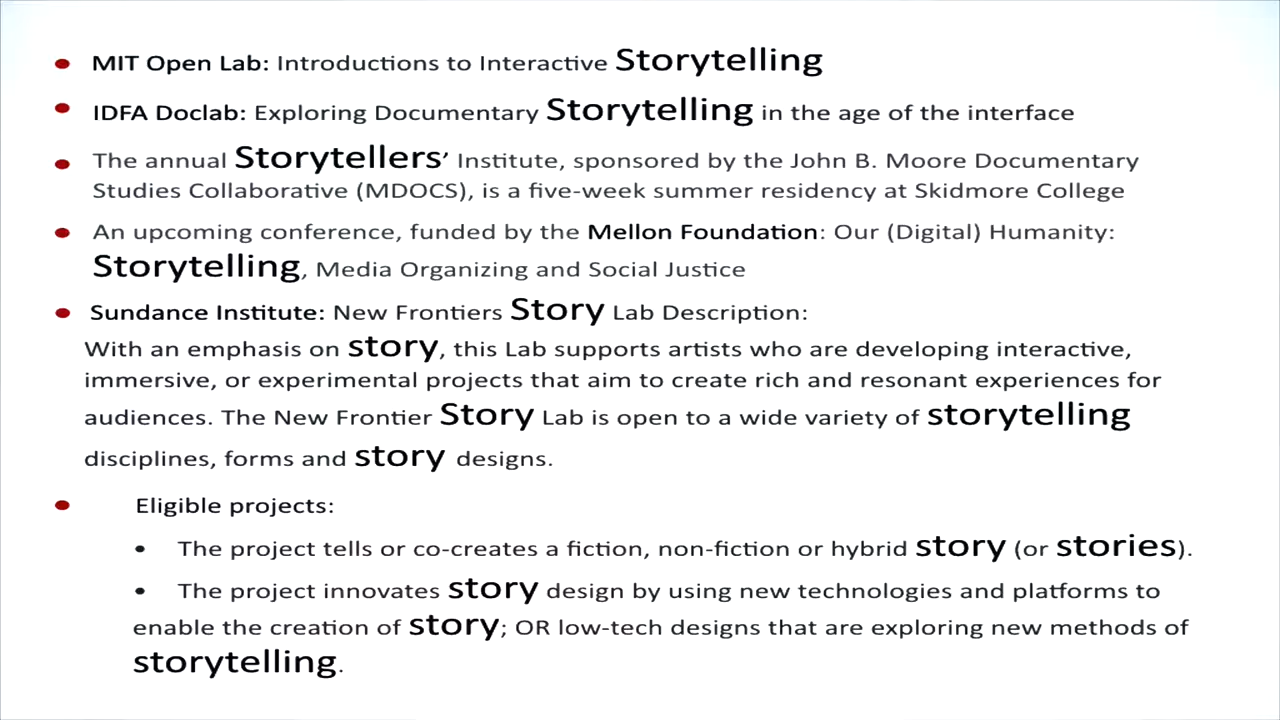 • MIT Open Lab: Introductions to Interactive Storytelling
• IDFA Doclab: Exploring Documentary Storytelling in the age of the interface
• The annual Storytellers’ Institute, sponsored by the John B. Moore Documentary
Studies Collaborative (MDOCS), is a five-week summer residency at Skidmore College
• An upcoming conference, funded by the Mellon Foundation: Our (Digital) Humanity:
Storytelling, Media Organizing and Social Justice
• Sundance Institute: New Frontiers Story Lab Description:
With an emphasis on story, this Lab supports artists who are developing interactive,
immersive, or experimental projects that aim to create rich and resonant experiences for
audiences. The New Frontier Story Lab is open to a wide variety of storytelling
disciplines, forms and story designs.
• Eligible projects:
• The project tells or co-creates a fiction, non-fiction or hybrid story (or stories).
• The project innovates story design by using new technologies and platforms to
enable the creation of story; OR low-tech designs that are exploring new methods of
storytelling.